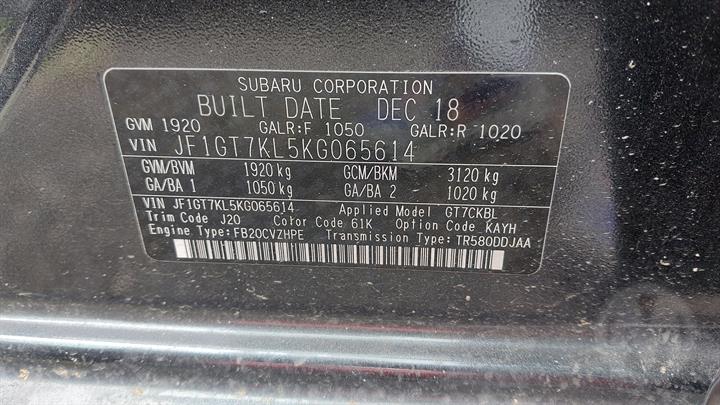 SUBARU CORPORATION
BUILT DATE DEC 18
GVM 1920 GALR:F 1050 GALR:R 1020
VIN JF1GT7KL5KG065614
GVM/BVM 1920 kg GCM/BKM 3120 kg
GA/BA 1 1050 kg GA/BA 2 1020 kg
VIN JF1GT7KL5KG065614 Applied Model GT7CKBL
Trim Code J20 Color Code 61K Option Code KAYH
Engine Type:FB20CVZHPE Transmission Type:TR580DDJAA